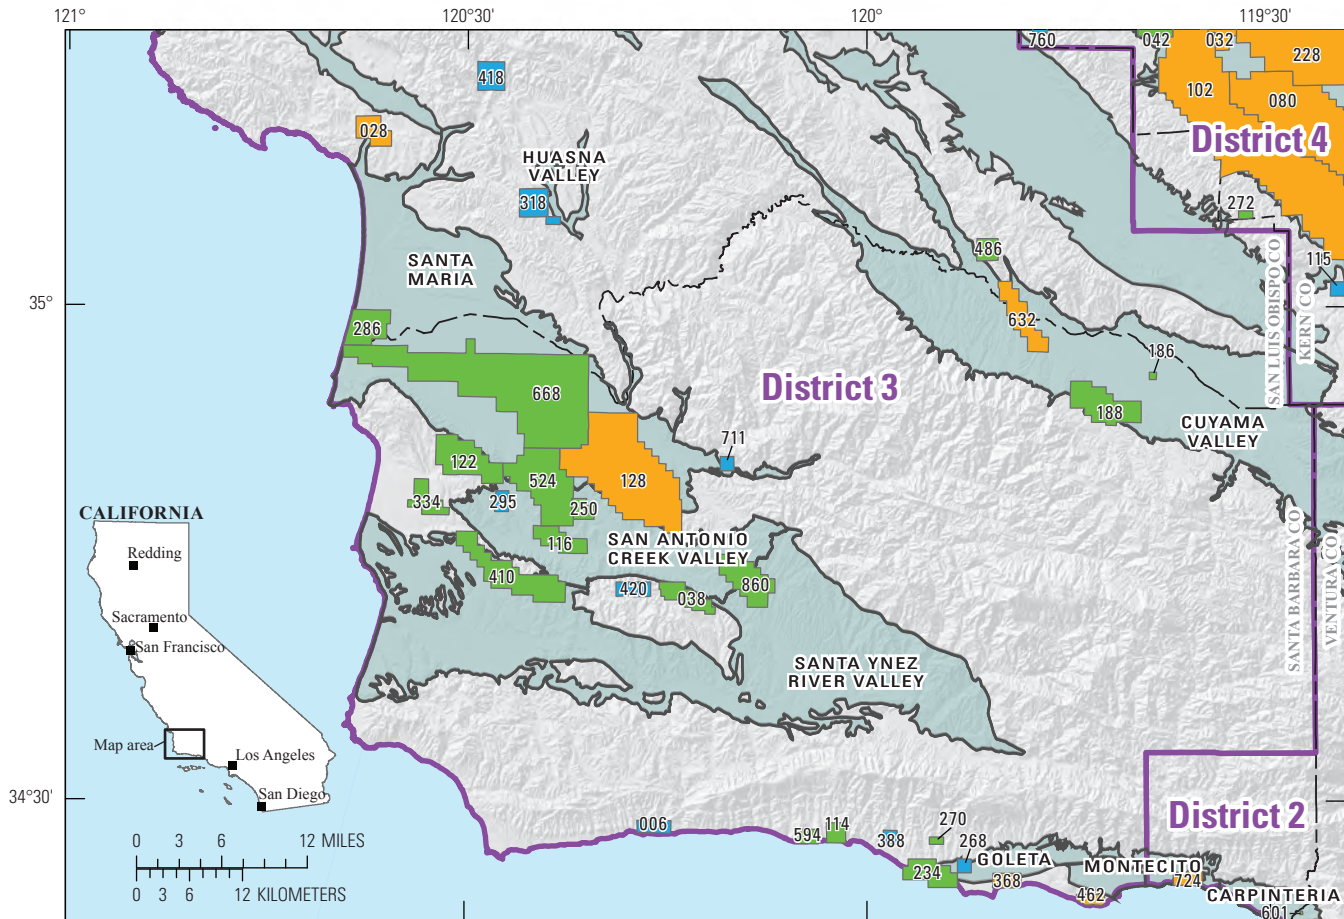 121°
120°30'
120°
119°30'
760
042
032
228
418
102
080
028
District 4
HUASNA
VALLEY
318
272
486
SANTA
MARIA
115
35°
SAN LUIS OBISPO CO
KERN CO
286
632
186
668
District 3
188
CUYAMA
VALLEY
711
122
524
128
334
295
250
CALIFORNIA
116
SAN ANTONIO
CREEK VALLEY
SANTA BARBARA CO
VENTURA CO
Redding
410
420
038
860
Sacramento
San Francisco
SANTA YNEZ
RIVER VALLEY
Map area
Los Angeles
San Diego
34°30'
District 2
006
594
114
270
0 3 6 12 MILES
388
268
GOLETA
MONTECITO
234
368
724
0 3 6 12 KILOMETERS
462
CARPINTERIA
601